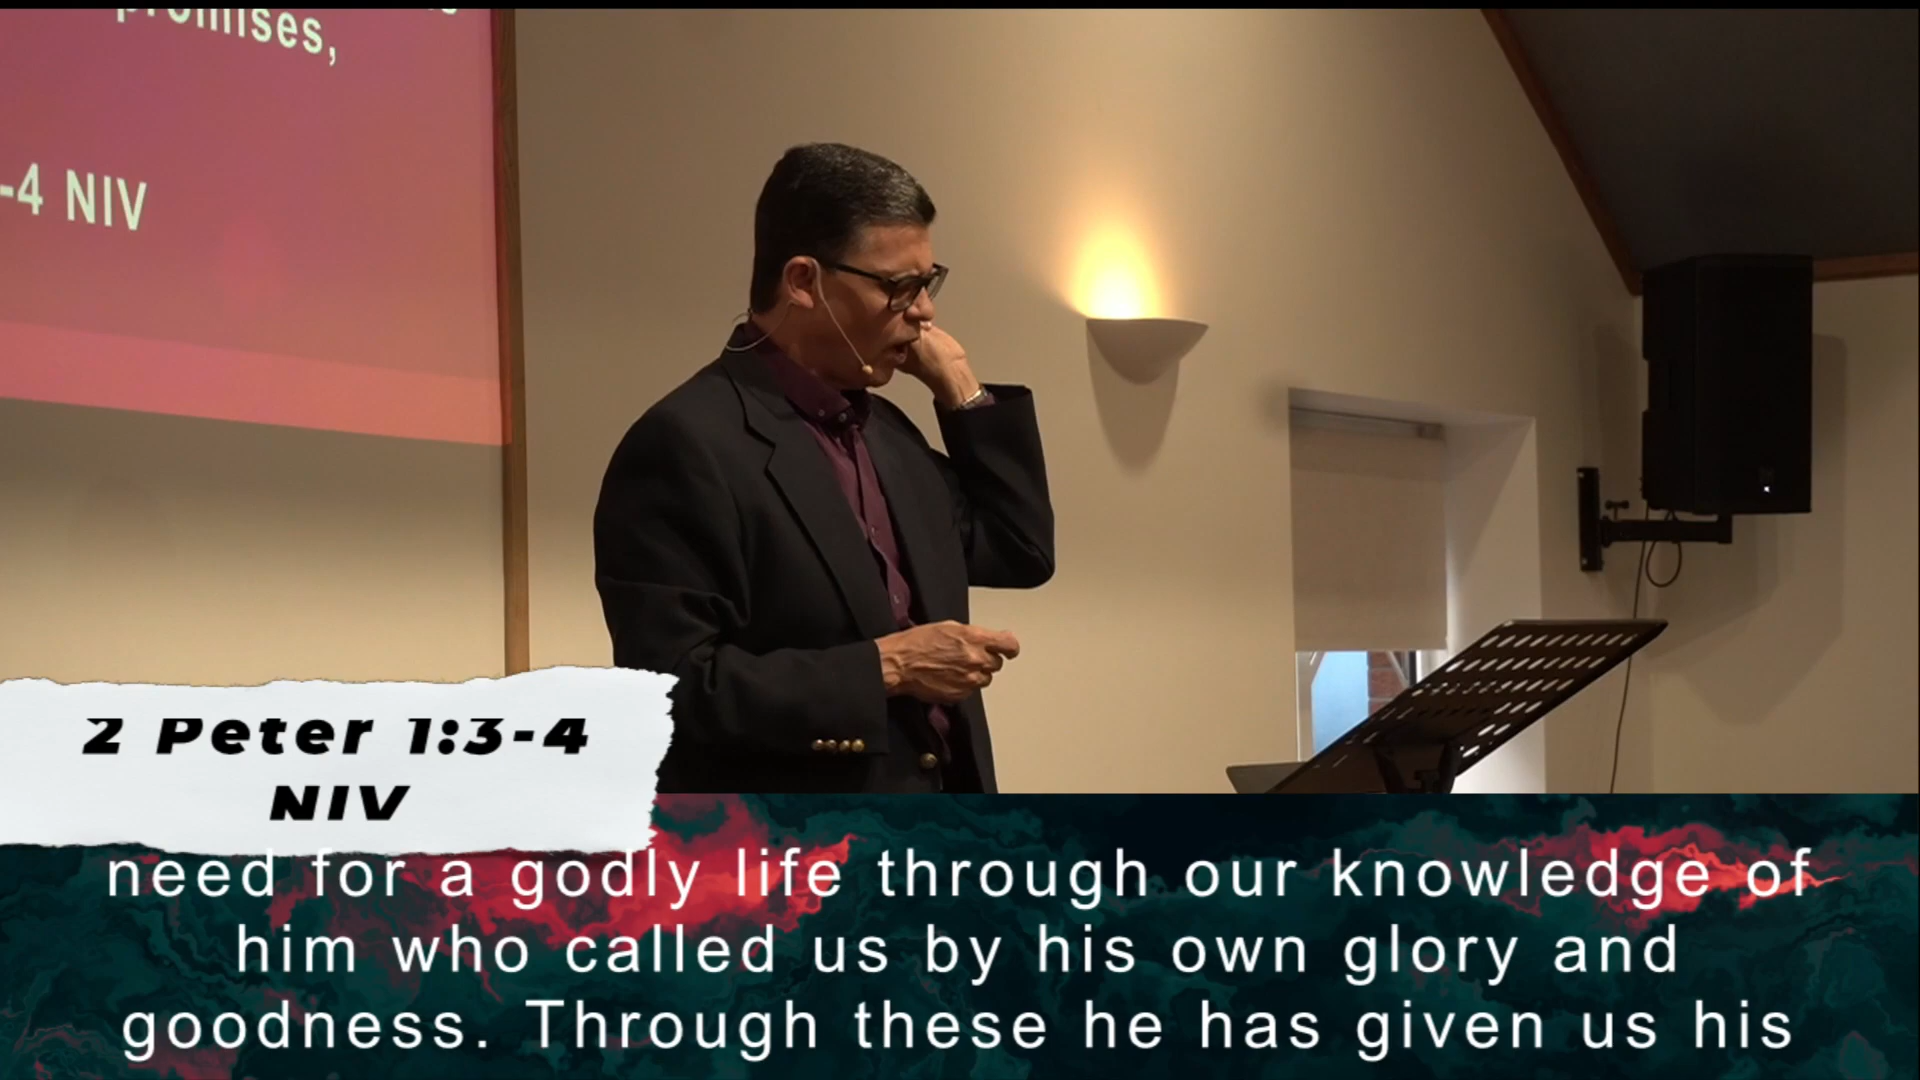 promises,
-4 NIV
2 Peter 1:3-4
NIV
need for a godly life through our knowledge of
him who called us by his own glory and
goodness. Through these he has given us his